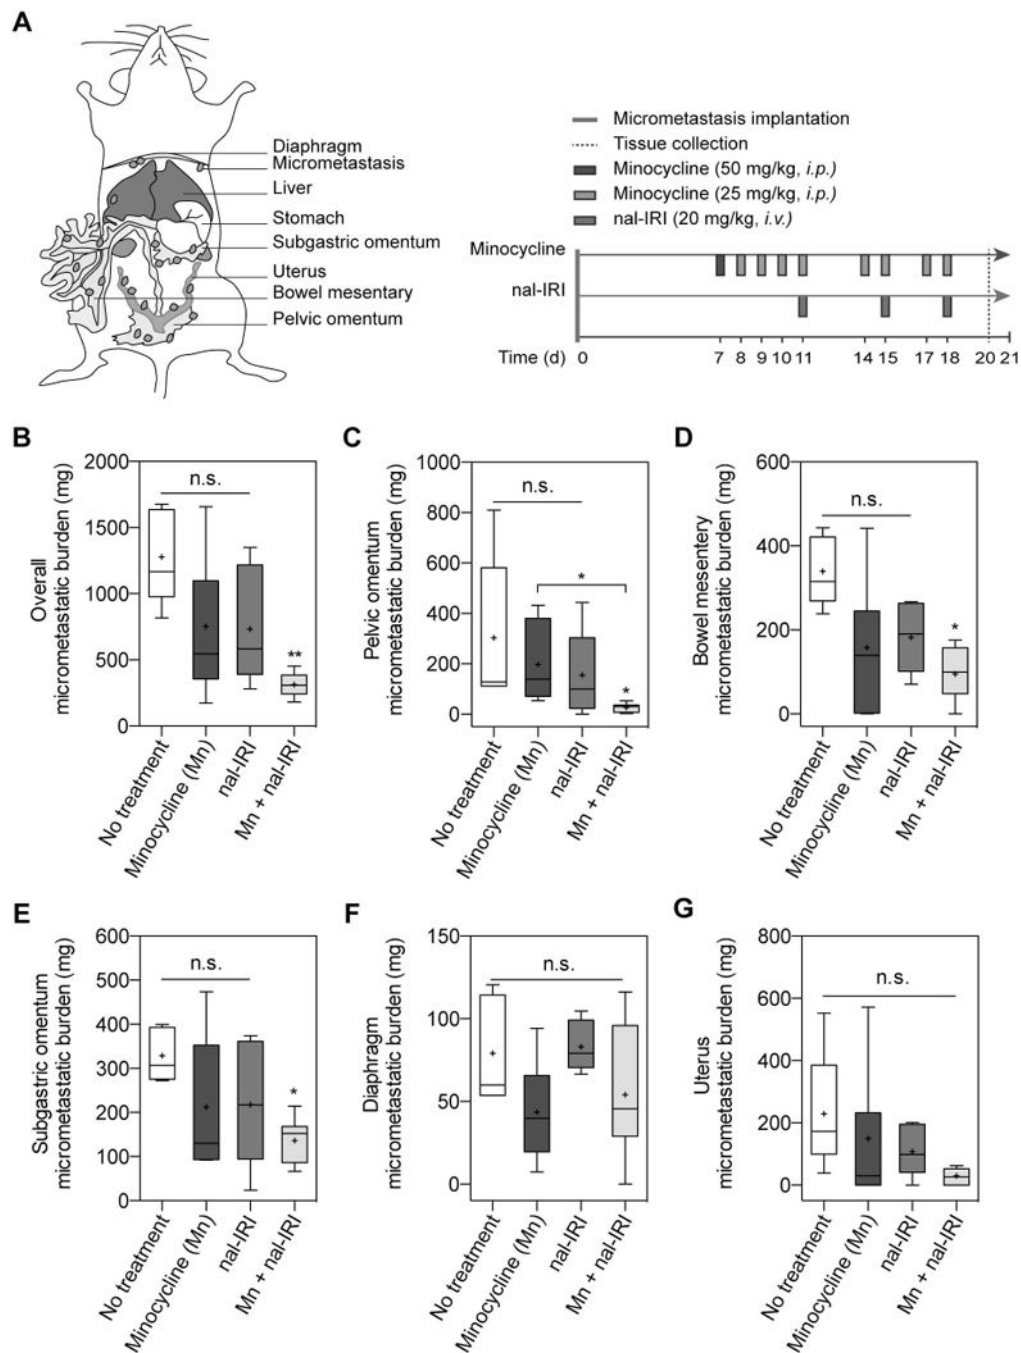 A
Diaphragm
Micrometastasis
Liver
Stomach
Subgastric omentum
Uterus
Bowel mesentary
Pelvic omentum
Micrometastasis implantation
Tissue collection
Minocycline (50 mg/kg, i.p.)
Minocycline (25 mg/kg, i.p.)
nal-IRI (20 mg/kg, i.v.)
Minocycline
nal-IRI
Time (d) 0 7 8 9 10 11 14 15 17 18 20 21
B
Overall
micrometastatic burden (mg)
2000
1500
1000
500
0
n.s.
**
No treatment
Minocycline (Mn)
nal-IRI
Mn + nal-IRI
C
Pelvic omentum
micrometastatic burden (mg)
1000
800
600
400
200
0
n.s.
*
*
No treatment
Minocycline (Mn)
nal-IRI
Mn + nal-IRI
D
Bowel mesentery
micrometastatic burden (mg)
600
400
200
0
n.s.
*
No treatment
Minocycline (Mn)
nal-IRI
Mn + nal-IRI
E
Subgastric omentum
micrometastatic burden (mg)
600
500
400
300
200
100
0
n.s.
*
No treatment
Minocycline (Mn)
nal-IRI
Mn + nal-IRI
F
Diaphragm
micrometastatic burden (mg)
150
100
50
0
n.s.
No treatment
Minocycline (Mn)
nal-IRI
Mn + nal-IRI
G
Uterus
micrometastatic burden (mg)
800
600
400
200
0
n.s.
No treatment
Minocycline (Mn)
nal-IRI
Mn + nal-IRI